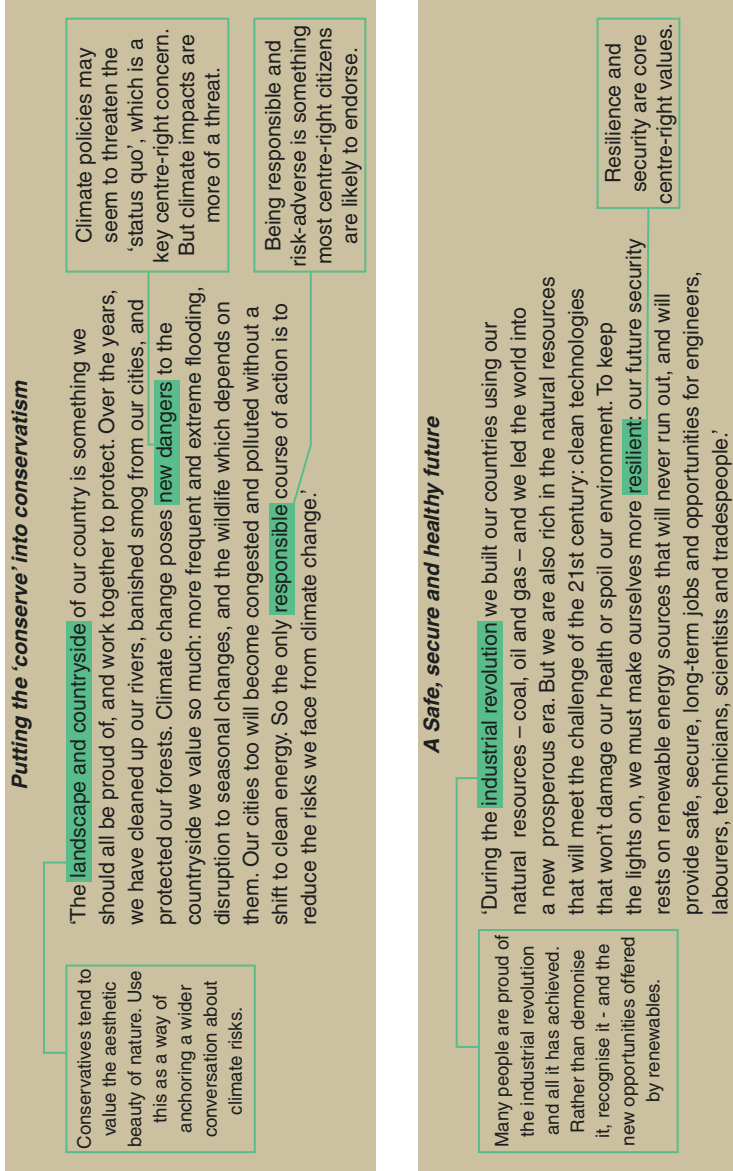 Putting the ‘conserve’ into conservatism
Conservatives tend to
value the aesthetic
beauty of nature. Use
this as a way of
anchoring a wider
conversation about
climate risks.
‘The landscape and countryside of our country is something we
should all be proud of, and work together to protect. Over the years,
we have cleaned up our rivers, banished smog from our cities, and
protected our forests. Climate change poses new dangers to the
countryside we value so much: more frequent and extreme flooding,
disruption to seasonal changes, and the wildlife which depends on
them. Our cities too will become congested and polluted without a
shift to clean energy. So the only responsible course of action is to
reduce the risks we face from climate change.’
Climate policies may
seem to threaten the
‘status quo’, which is a
key centre-right concern.
But climate impacts are
more of a threat.
Being responsible and
risk-adverse is something
most centre-right citizens
are likely to endorse.
A Safe, secure and healthy future
Many people are proud of
the industrial revolution
and all it has achieved.
Rather than demonise
it, recognise it - and the
new opportunities offered
by renewables.
‘During the industrial revolution we built our countries using our
natural resources – coal, oil and gas – and we led the world into
a new prosperous era. But we are also rich in the natural resources
that will meet the challenge of the 21st century: clean technologies
that won’t damage our health or spoil our environment. To keep
the lights on, we must make ourselves more resilient: our future security
rests on renewable energy sources that will never run out, and will
provide safe, secure, long-term jobs and opportunities for engineers,
labourers, technicians, scientists and tradespeople.’
Resilience and
security are core
centre-right values.